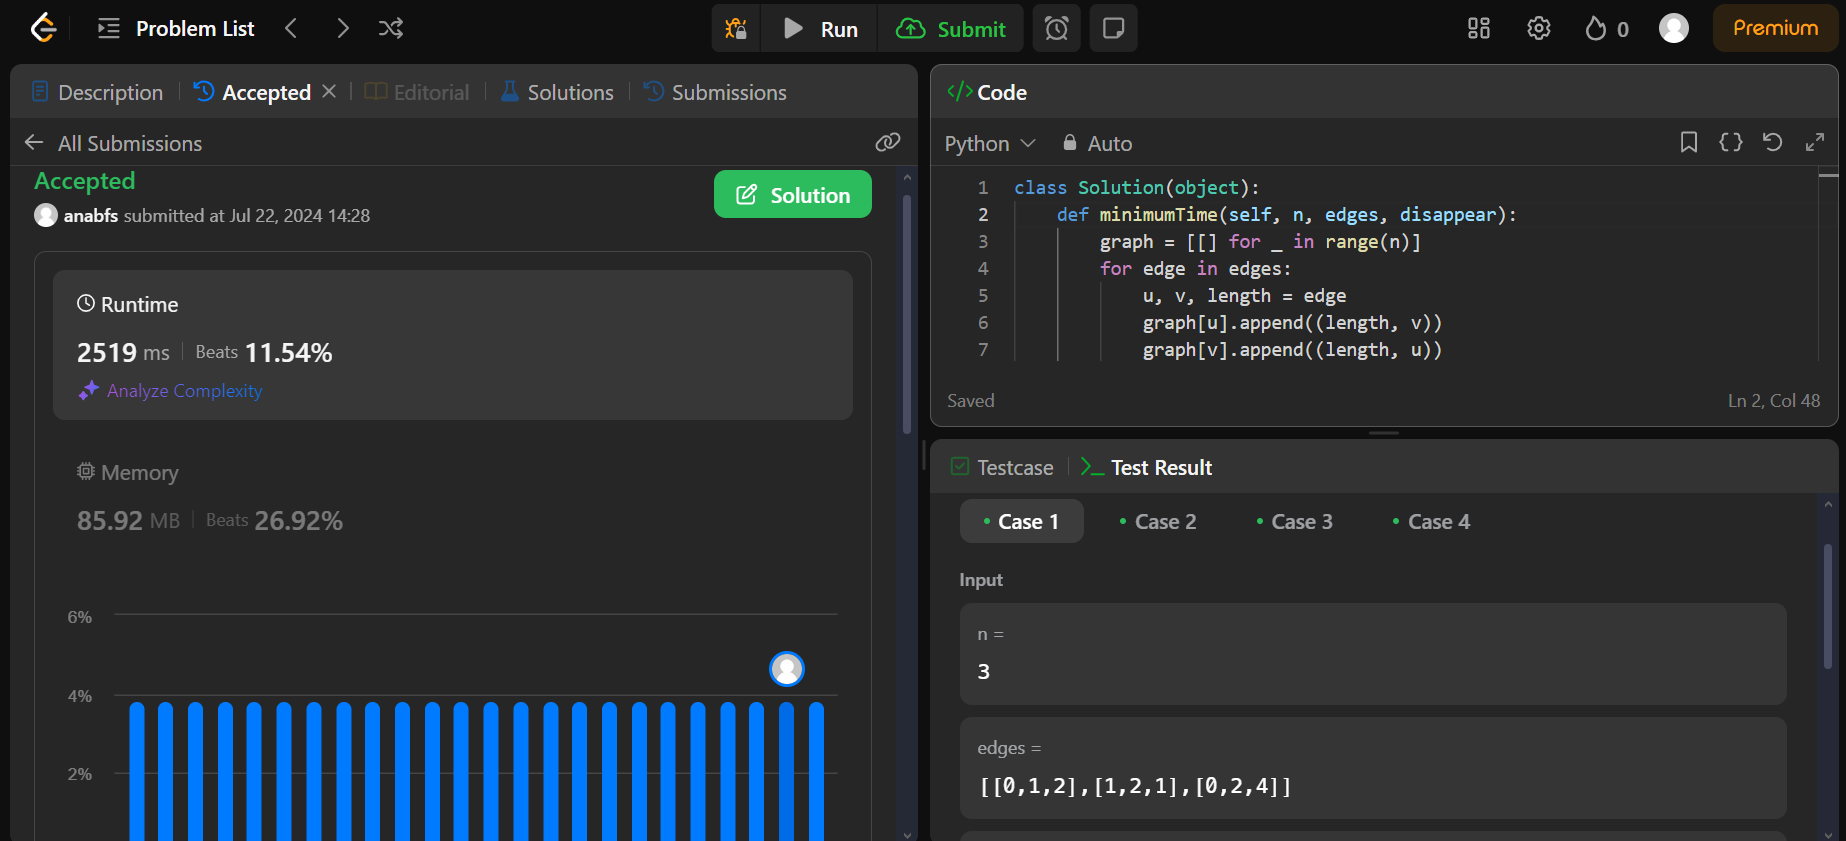 Problem List
Run
Submit
0
Premium
Description
Accepted
Editorial
Solutions
Submissions
All Submissions
Accepted
anabfs submitted at Jul 22, 2024 14:28
Solution
Runtime
2519 ms
Beats 11.54%
Analyze Complexity
Memory
85.92 MB
Beats 26.92%
6%
4%
2%
</> Code
Python
Auto
1 class Solution(object):
2 def minimumTime(self, n, edges, disappear):
3 graph = [[] for _ in range(n)]
4 for edge in edges:
5 u, v, length = edge
6 graph[u].append((length, v))
7 graph[v].append((length, u))
Saved
Ln 2, Col 48
Testcase
Test Result
Case 1
Case 2
Case 3
Case 4
Input
n =
3
edges =
[[0,1,2],[1,2,1],[0,2,4]]